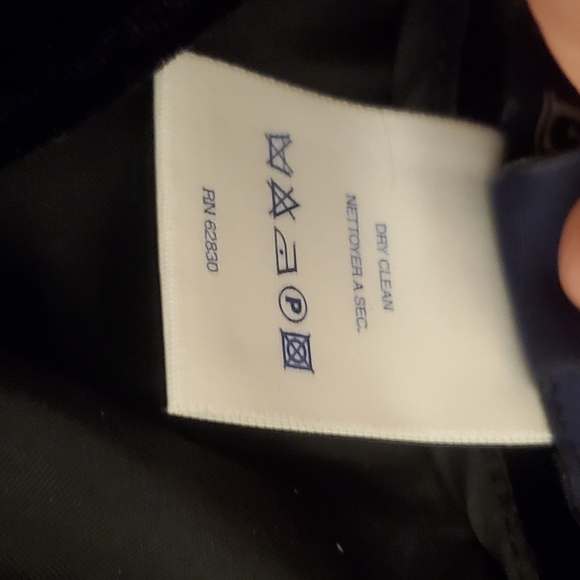 DRY CLEAN
NETTOYER A SEC.
P
RN 62830